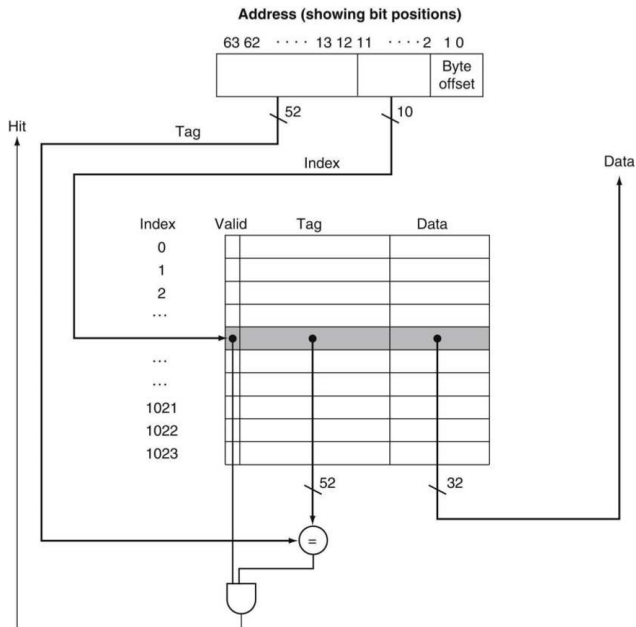 Address (showing bit positions)
63 62 · · · · 13 12 11 · · · · 2 1 0
Byte
offset
52
10
Hit
Tag
Index
Data
Index Valid Tag Data
0
1
2
...
...
...
1021
1022
1023
52
32
=